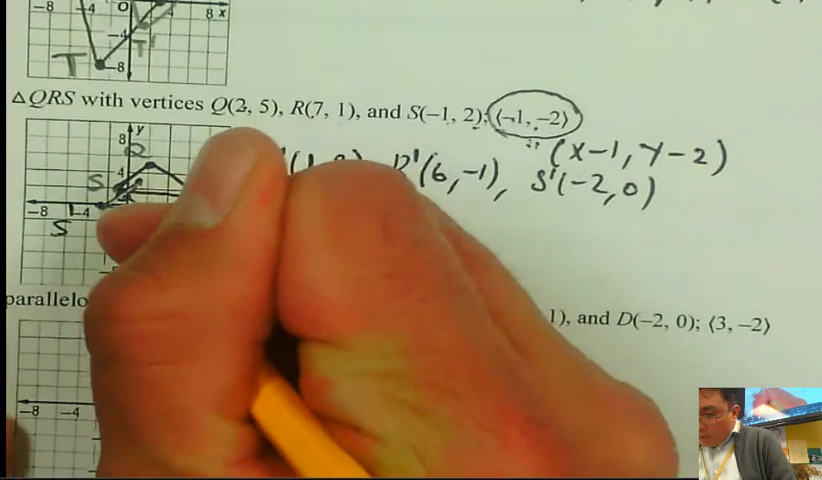 -8 -4 O 4 8 x
-4 T'
T -8
△QRS with vertices Q(2, 5), R(7, 1), and S(−1, 2); ⟨−1, −2⟩
8 y
(x−1, y−2)
4
S R'(6,−1), S'(−2,0)
-8 -4
S
parallelo 1), and D(−2, 0); ⟨3, −2⟩
-8 -4